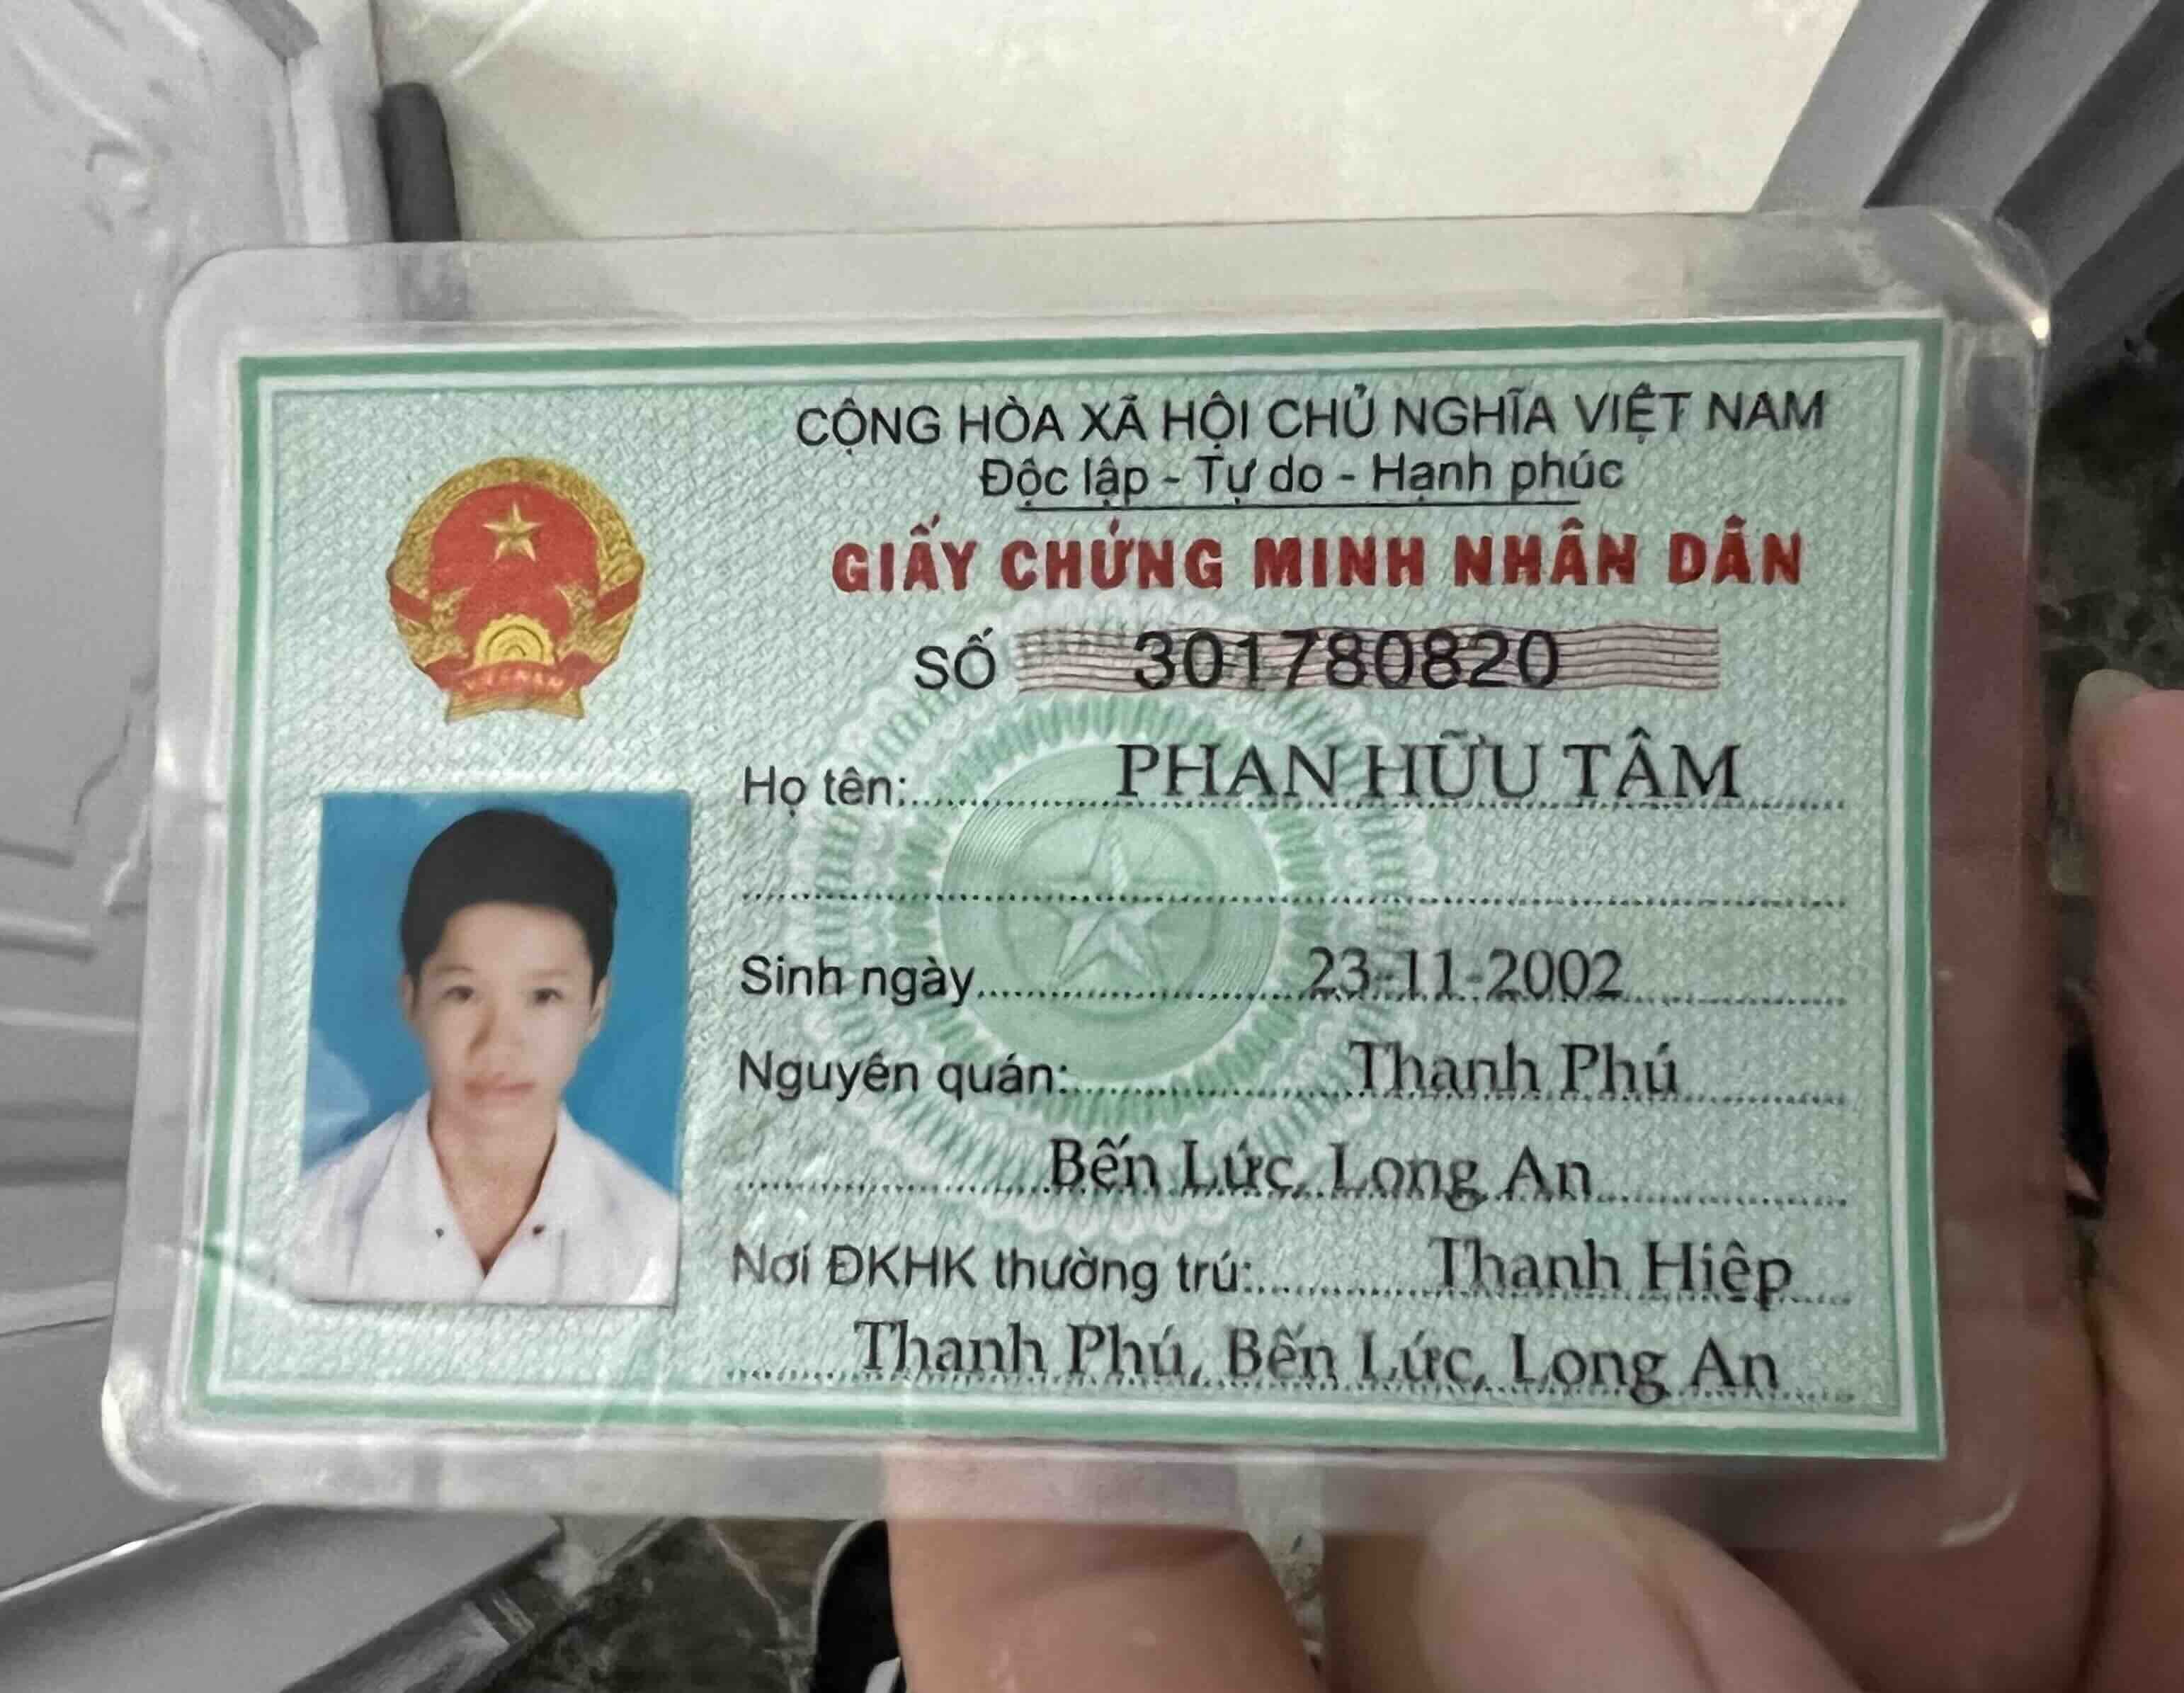 CỘNG HÒA XÃ HỘI CHỦ NGHĨA VIỆT NAM
Độc lập - Tự do - Hạnh phúc
GIẤY CHỨNG MINH NHÂN DÂN
SỐ 301780820
VIỆT NAM
Họ tên: PHAN HỮU TÂM
Sinh ngày 23-11-2002
Nguyên quán: Thanh Phú
Bến Lức, Long An
Nơi ĐKHK thường trú: Thanh Hiệp
Thanh Phú, Bến Lức, Long An